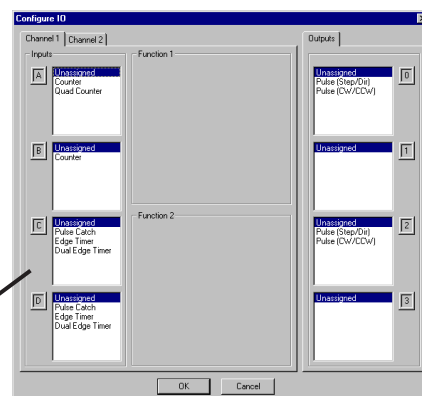 Configure IO
Channel 1
Channel 2
Inputs
A
Unassigned
Counter
Quad Counter
B
Unassigned
Counter
C
Unassigned
Pulse Catch
Edge Timer
Dual Edge Timer
D
Unassigned
Pulse Catch
Edge Timer
Dual Edge Timer
Function 1
Function 2
Outputs
Unassigned
Pulse (Step/Dir)
Pulse (CW/CCW)
0
Unassigned
1
Unassigned
Pulse (Step/Dir)
Pulse (CW/CCW)
2
Unassigned
3
OK
Cancel